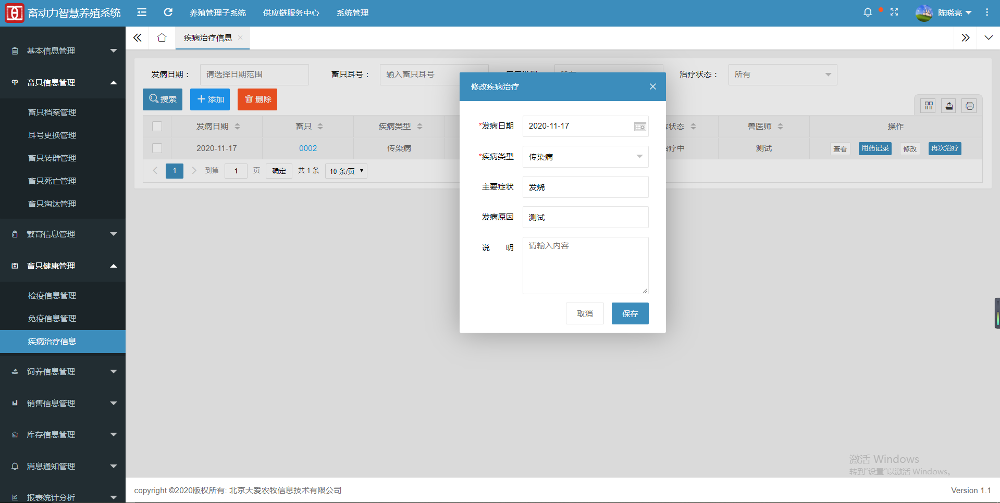 畜动力智慧养殖系统
养殖管理子系统
供应链服务中心
系统管理
陈晓亮
基本信息管理
畜只信息管理
畜只档案管理
耳号更换管理
畜只转群管理
畜只死亡管理
畜只淘汰管理
繁育信息管理
畜只健康管理
检疫信息管理
免疫信息管理
疾病治疗信息
饲养信息管理
销售信息管理
库存信息管理
消息通知管理
报表统计分析
疾病治疗信息
发病日期： 请选择日期范围
畜只耳号： 输入畜只耳号
治疗状态： 所有
搜索 添加 删除
发病日期 畜只 疾病类型 状态 兽医师 操作
2020-11-17 0002 传染病 治疗中 测试 查看 用药记录 修改 再次治疗
1 到第 1 页 确定 共 1 条 10 条/页
修改疾病治疗
*发病日期 2020-11-17
*疾病类型 传染病
主要症状 发烧
发病原因 测试
说 明 请输入内容
取消 保存
激活 Windows
转到“设置”以激活 Windows。
copyright ©2020版权所有: 北京大爱农牧信息技术有限公司
Version 1.1